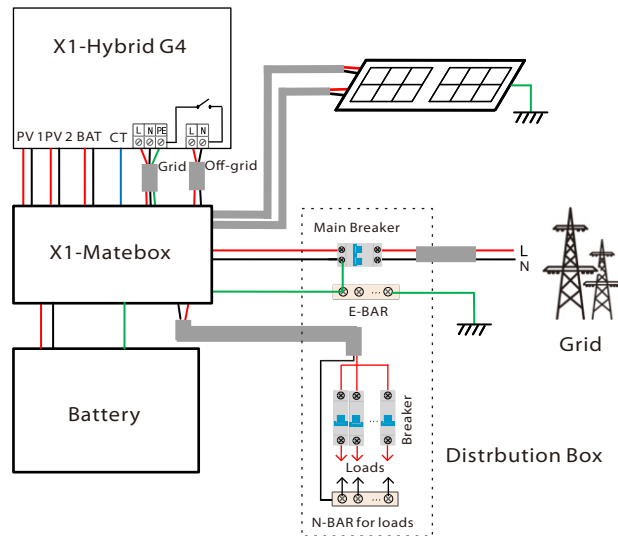 X1-Hybrid G4
PV 1 PV 2 BAT CT
L N PE
L N
Grid
Off-grid
X1-Matebox
Main Breaker
L
N
E-BAR
Grid
Battery
Breaker
Loads
Distrbution Box
N-BAR for loads